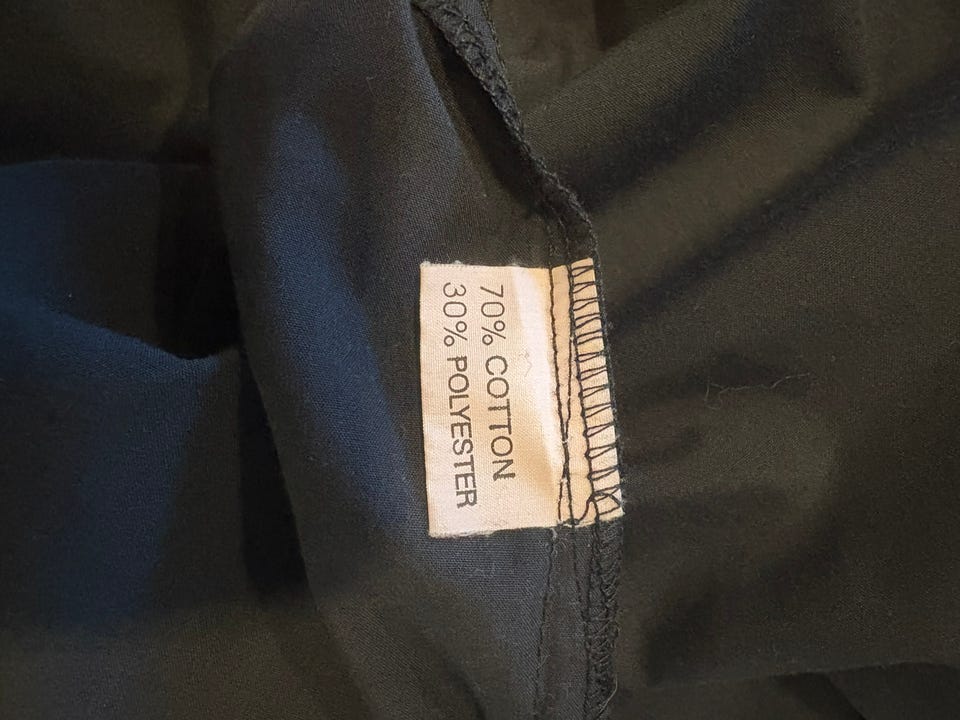 70% COTTON
30% POLYESTER